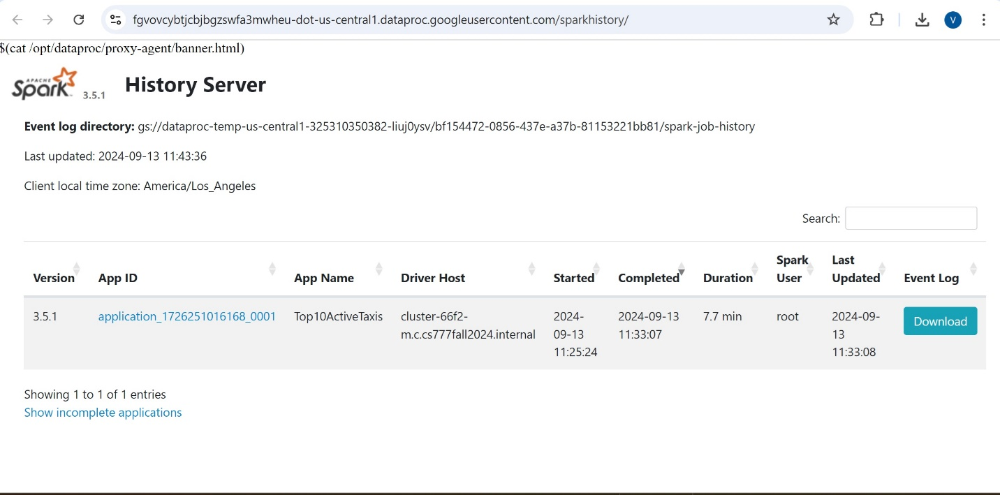 fgvovcybtjcbjbgzswfa3mwheu-dot-us-central1.dataproc.googleusercontent.com/sparkhistory/
V
$(cat /opt/dataproc/proxy-agent/banner.html)
APACHE
Spark™ 3.5.1 History Server
Event log directory: gs://dataproc-temp-us-central1-325310350382-liuj0ysv/bf154472-0856-437e-a37b-81153221bb81/spark-job-history
Last updated: 2024-09-13 11:43:36
Client local time zone: America/Los_Angeles
Search:
Version App ID App Name Driver Host Started Completed Duration Spark User Last Updated Event Log
3.5.1 application_1726251016168_0001 Top10ActiveTaxis cluster-66f2- 2024- 2024-09-13 7.7 min root 2024-09- Download
m.c.cs777fall2024.internal 09-13 11:33:07 13
11:25:24 11:33:08
Showing 1 to 1 of 1 entries
Show incomplete applications